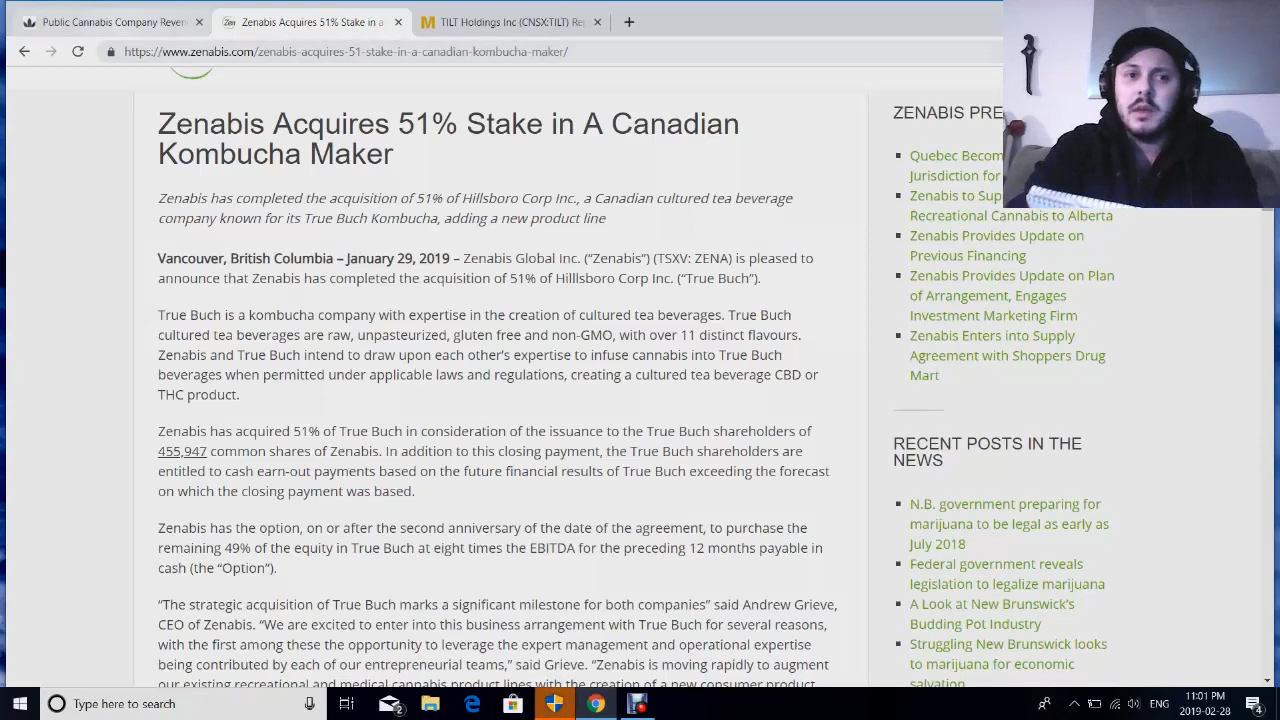 Public Cannabis Company Reven
Zen
Zenabis Acquires 51% Stake in a
M
TILT Holdings Inc (CNSX:TILT) Re
https://www.zenabis.com/zenabis-acquires-51-stake-in-a-canadian-kombucha-maker/
Zenabis Acquires 51% Stake in A Canadian
Kombucha Maker
Zenabis has completed the acquisition of 51% of Hillsboro Corp Inc., a Canadian cultured tea beverage
company known for its True Buch Kombucha, adding a new product line
Vancouver, British Columbia – January 29, 2019 – Zenabis Global Inc. (“Zenabis”) (TSXV: ZENA) is pleased to
announce that Zenabis has completed the acquisition of 51% of Hilllsboro Corp Inc. (“True Buch”).
True Buch is a kombucha company with expertise in the creation of cultured tea beverages. True Buch
cultured tea beverages are raw, unpasteurized, gluten free and non-GMO, with over 11 distinct flavours.
Zenabis and True Buch intend to draw upon each other’s expertise to infuse cannabis into True Buch
beverages when permitted under applicable laws and regulations, creating a cultured tea beverage CBD or
THC product.
Zenabis has acquired 51% of True Buch in consideration of the issuance to the True Buch shareholders of
455,947 common shares of Zenabis. In addition to this closing payment, the True Buch shareholders are
entitled to cash earn-out payments based on the future financial results of True Buch exceeding the forecast
on which the closing payment was based.
Zenabis has the option, on or after the second anniversary of the date of the agreement, to purchase the
remaining 49% of the equity in True Buch at eight times the EBITDA for the preceding 12 months payable in
cash (the “Option”).
“The strategic acquisition of True Buch marks a significant milestone for both companies” said Andrew Grieve,
CEO of Zenabis. “We are excited to enter into this business arrangement with True Buch for several reasons,
with the first among these the opportunity to leverage the expert management and operational expertise
being contributed by each of our entrepreneurial teams,” said Grieve. “Zenabis is moving rapidly to augment
our existing recreational and medical cannabis product lines with the creation of a new consumer product
ZENABIS PRE
Quebec Becom
Jurisdiction for
Zenabis to Sup
Recreational Cannabis to Alberta
Zenabis Provides Update on
Previous Financing
Zenabis Provides Update on Plan
of Arrangement, Engages
Investment Marketing Firm
Zenabis Enters into Supply
Agreement with Shoppers Drug
Mart
RECENT POSTS IN THE
NEWS
N.B. government preparing for
marijuana to be legal as early as
July 2018
Federal government reveals
legislation to legalize marijuana
A Look at New Brunswick’s
Budding Pot Industry
Struggling New Brunswick looks
to marijuana for economic
salvation
Type here to search
2
ENG
11:01 PM
2019-02-28
4